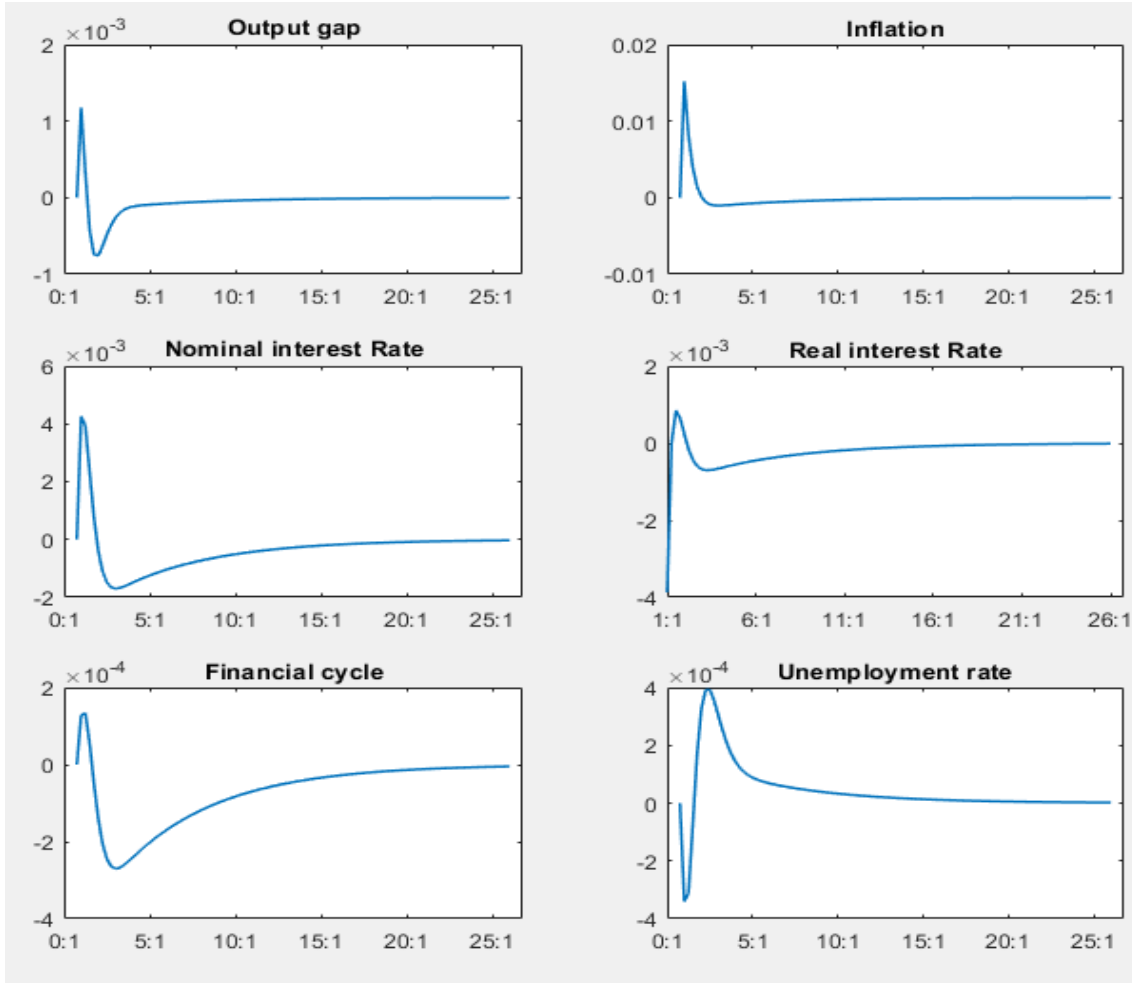 Output gap
×10-3
2
1
0
-1
0:1 5:1 10:1 15:1 20:1 25:1
Inflation
0.02
0.01
0
-0.01
0:1 5:1 10:1 15:1 20:1 25:1
Nominal interest Rate
×10-3
6
4
2
0
-2
0:1 5:1 10:1 15:1 20:1 25:1
Real interest Rate
×10-3
2
0
-2
-4
1:1 6:1 11:1 16:1 21:1 26:1
Financial cycle
×10-4
2
0
-2
-4
0:1 5:1 10:1 15:1 20:1 25:1
Unemployment rate
×10-4
4
2
0
-2
-4
0:1 5:1 10:1 15:1 20:1 25:1